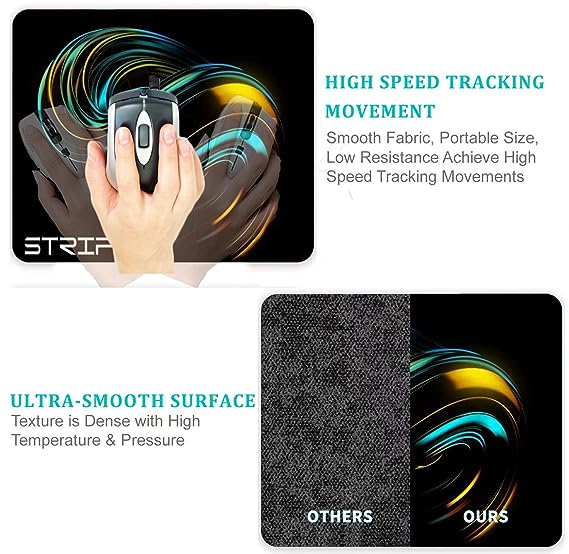 HIGH SPEED TRACKING
MOVEMENT
Smooth Fabric, Portable Size,
Low Resistance Achieve High
Speed Tracking Movements
ULTRA-SMOOTH SURFACE
Texture is Dense with High
Temperature & Pressure
OTHERS
OURS